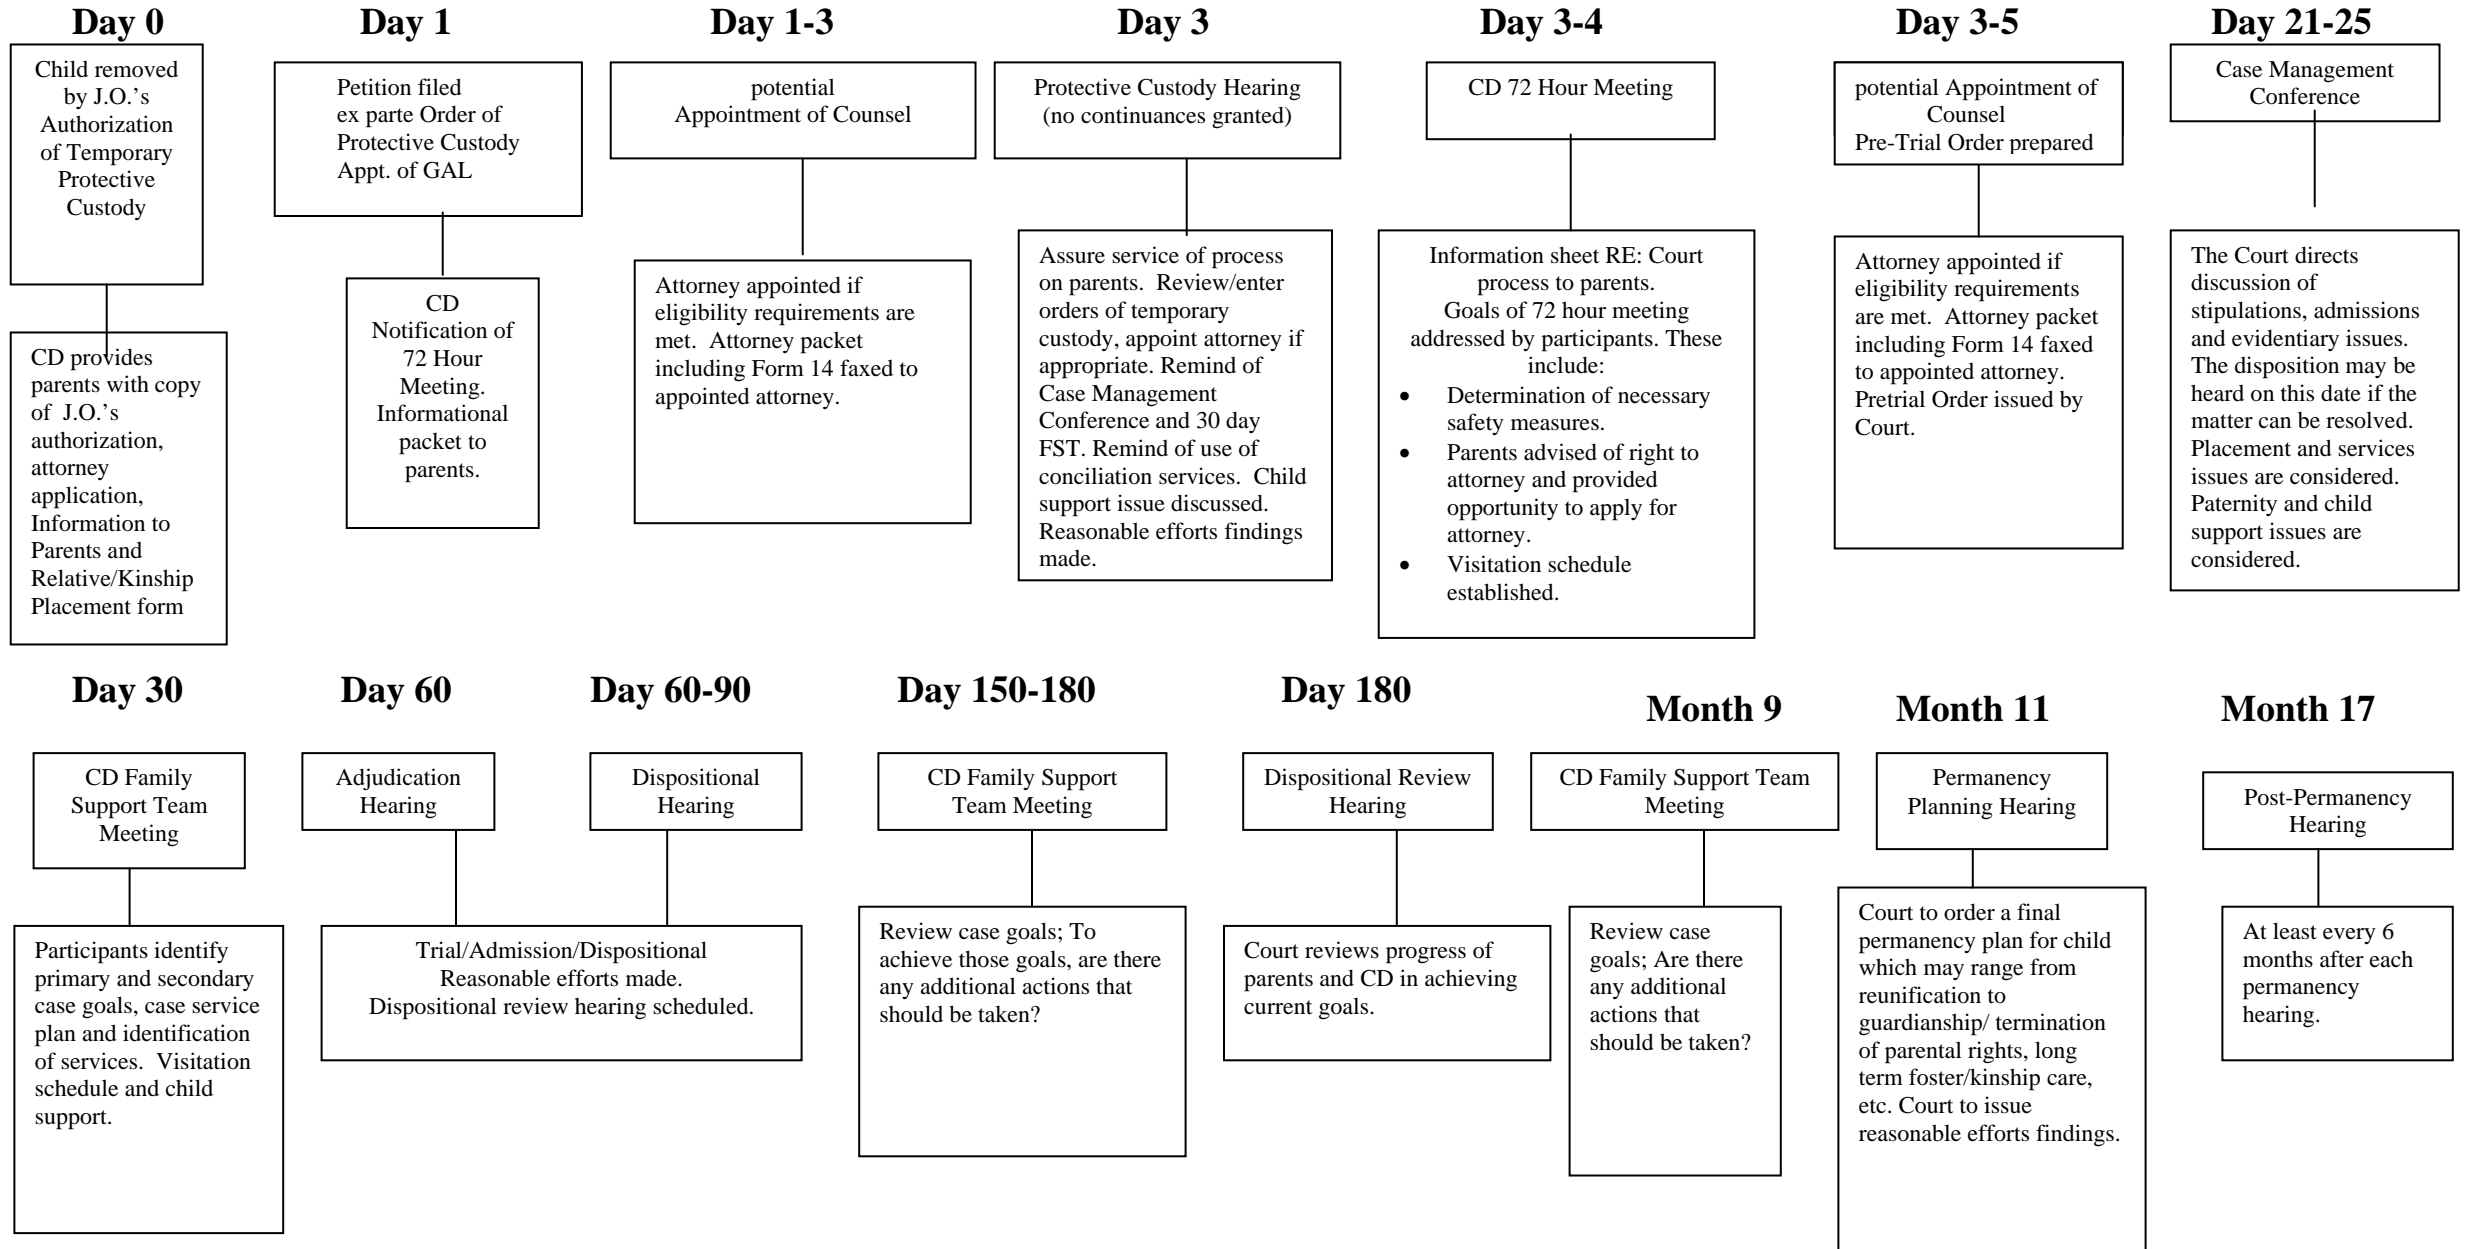 Day 0
Child removed
by J.O.'s
Authorization
of Temporary
Protective
Custody
CD provides
parents with copy
of J.O.'s
authorization,
attorney
application,
Information to
Parents and
Relative/Kinship
Placement form
Day 1
Petition filed
ex parte Order of
Protective Custody
Appt. of GAL
CD
Notification of
72 Hour
Meeting.
Informational
packet to
parents.
Day 1-3
potential
Appointment of Counsel
Attorney appointed if
eligibility requirements are
met. Attorney packet
including Form 14 faxed to
appointed attorney.
Day 3
Protective Custody Hearing
(no continuances granted)
Assure service of process
on parents. Review/enter
orders of temporary
custody, appoint attorney if
appropriate. Remind of
Case Management
Conference and 30 day
FST. Remind of use of
conciliation services. Child
support issue discussed.
Reasonable efforts findings
made.
Day 3-4
CD 72 Hour Meeting
Information sheet RE: Court
process to parents.
Goals of 72 hour meeting
addressed by participants. These
include:
• Determination of necessary
safety measures.
• Parents advised of right to
attorney and provided
opportunity to apply for
attorney.
• Visitation schedule
established.
Day 3-5
potential Appointment of
Counsel
Pre-Trial Order prepared
Attorney appointed if
eligibility requirements
are met. Attorney packet
including Form 14 faxed
to appointed attorney.
Pretrial Order issued by
Court.
Day 21-25
Case Management
Conference
The Court directs
discussion of
stipulations, admissions
and evidentiary issues.
The disposition may be
heard on this date if the
matter can be resolved.
Placement and services
issues are considered.
Paternity and child
support issues are
considered.
Day 30
CD Family
Support Team
Meeting
Participants identify
primary and secondary
case goals, case service
plan and identification
of services. Visitation
schedule and child
support.
Day 60
Adjudication
Hearing
Day 60-90
Dispositional
Hearing
Trial/Admission/Dispositional
Reasonable efforts made.
Dispositional review hearing scheduled.
Day 150-180
CD Family Support
Team Meeting
Review case goals; To
achieve those goals, are there
any additional actions that
should be taken?
Day 180
Dispositional Review
Hearing
Court reviews progress of
parents and CD in achieving
current goals.
Month 9
CD Family Support Team
Meeting
Review case
goals; Are there
any additional
actions that
should be taken?
Month 11
Permanency
Planning Hearing
Court to order a final
permanency plan for child
which may range from
reunification to
guardianship/ termination
of parental rights, long
term foster/kinship care,
etc. Court to issue
reasonable efforts findings.
Month 17
Post-Permanency
Hearing
At least every 6
months after each
permanency
hearing.